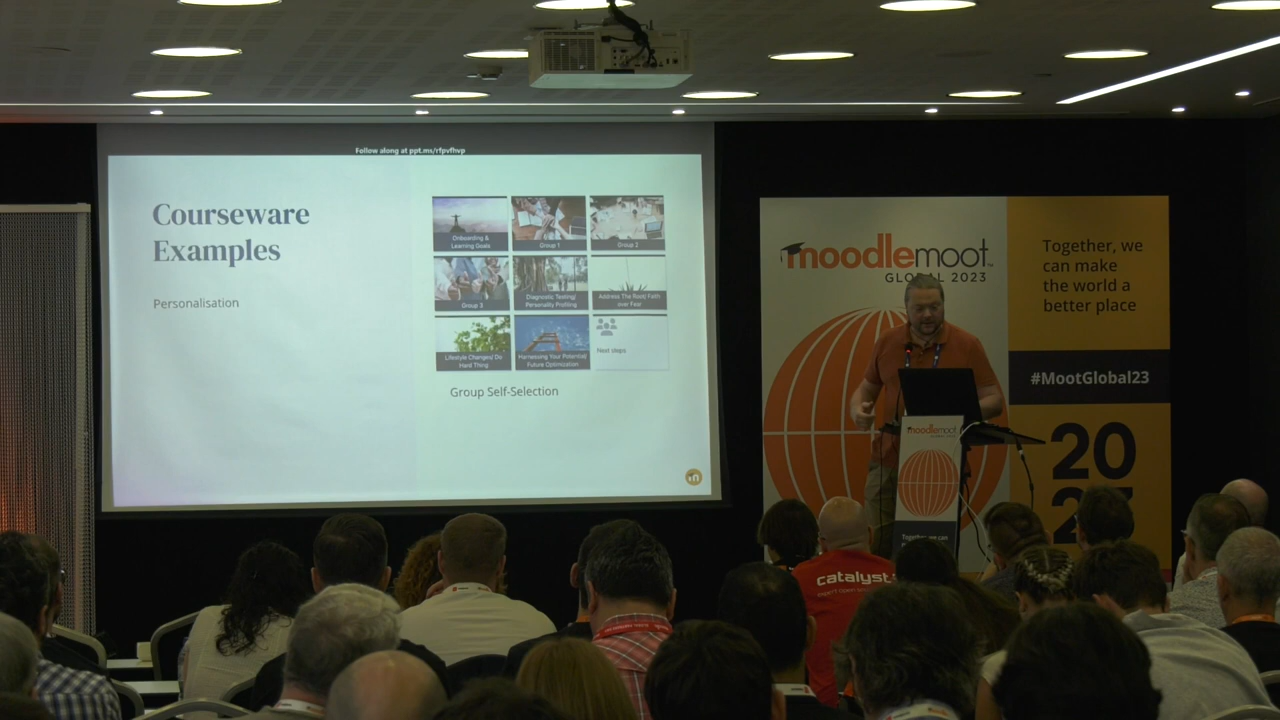 Follow along at ppt.ms/rfpvfhvp
Courseware
Examples
Personalisation
Onboarding &
Learning Goals
Group 1
Group 2
Group 3
Diagnostic Testing/
Personality Profiling
Address The Root/ Faith
over Fear
Lifestyle Changes/ Do
Hard Thing
Harnessing Your Potential/
Future Optimization
Next steps
Group Self-Selection
moodlemoot
GLOBAL 2023
Together, we
can make
the world a
better place
#MootGlobal23
20
moodlemoot
Together we can
catalyst